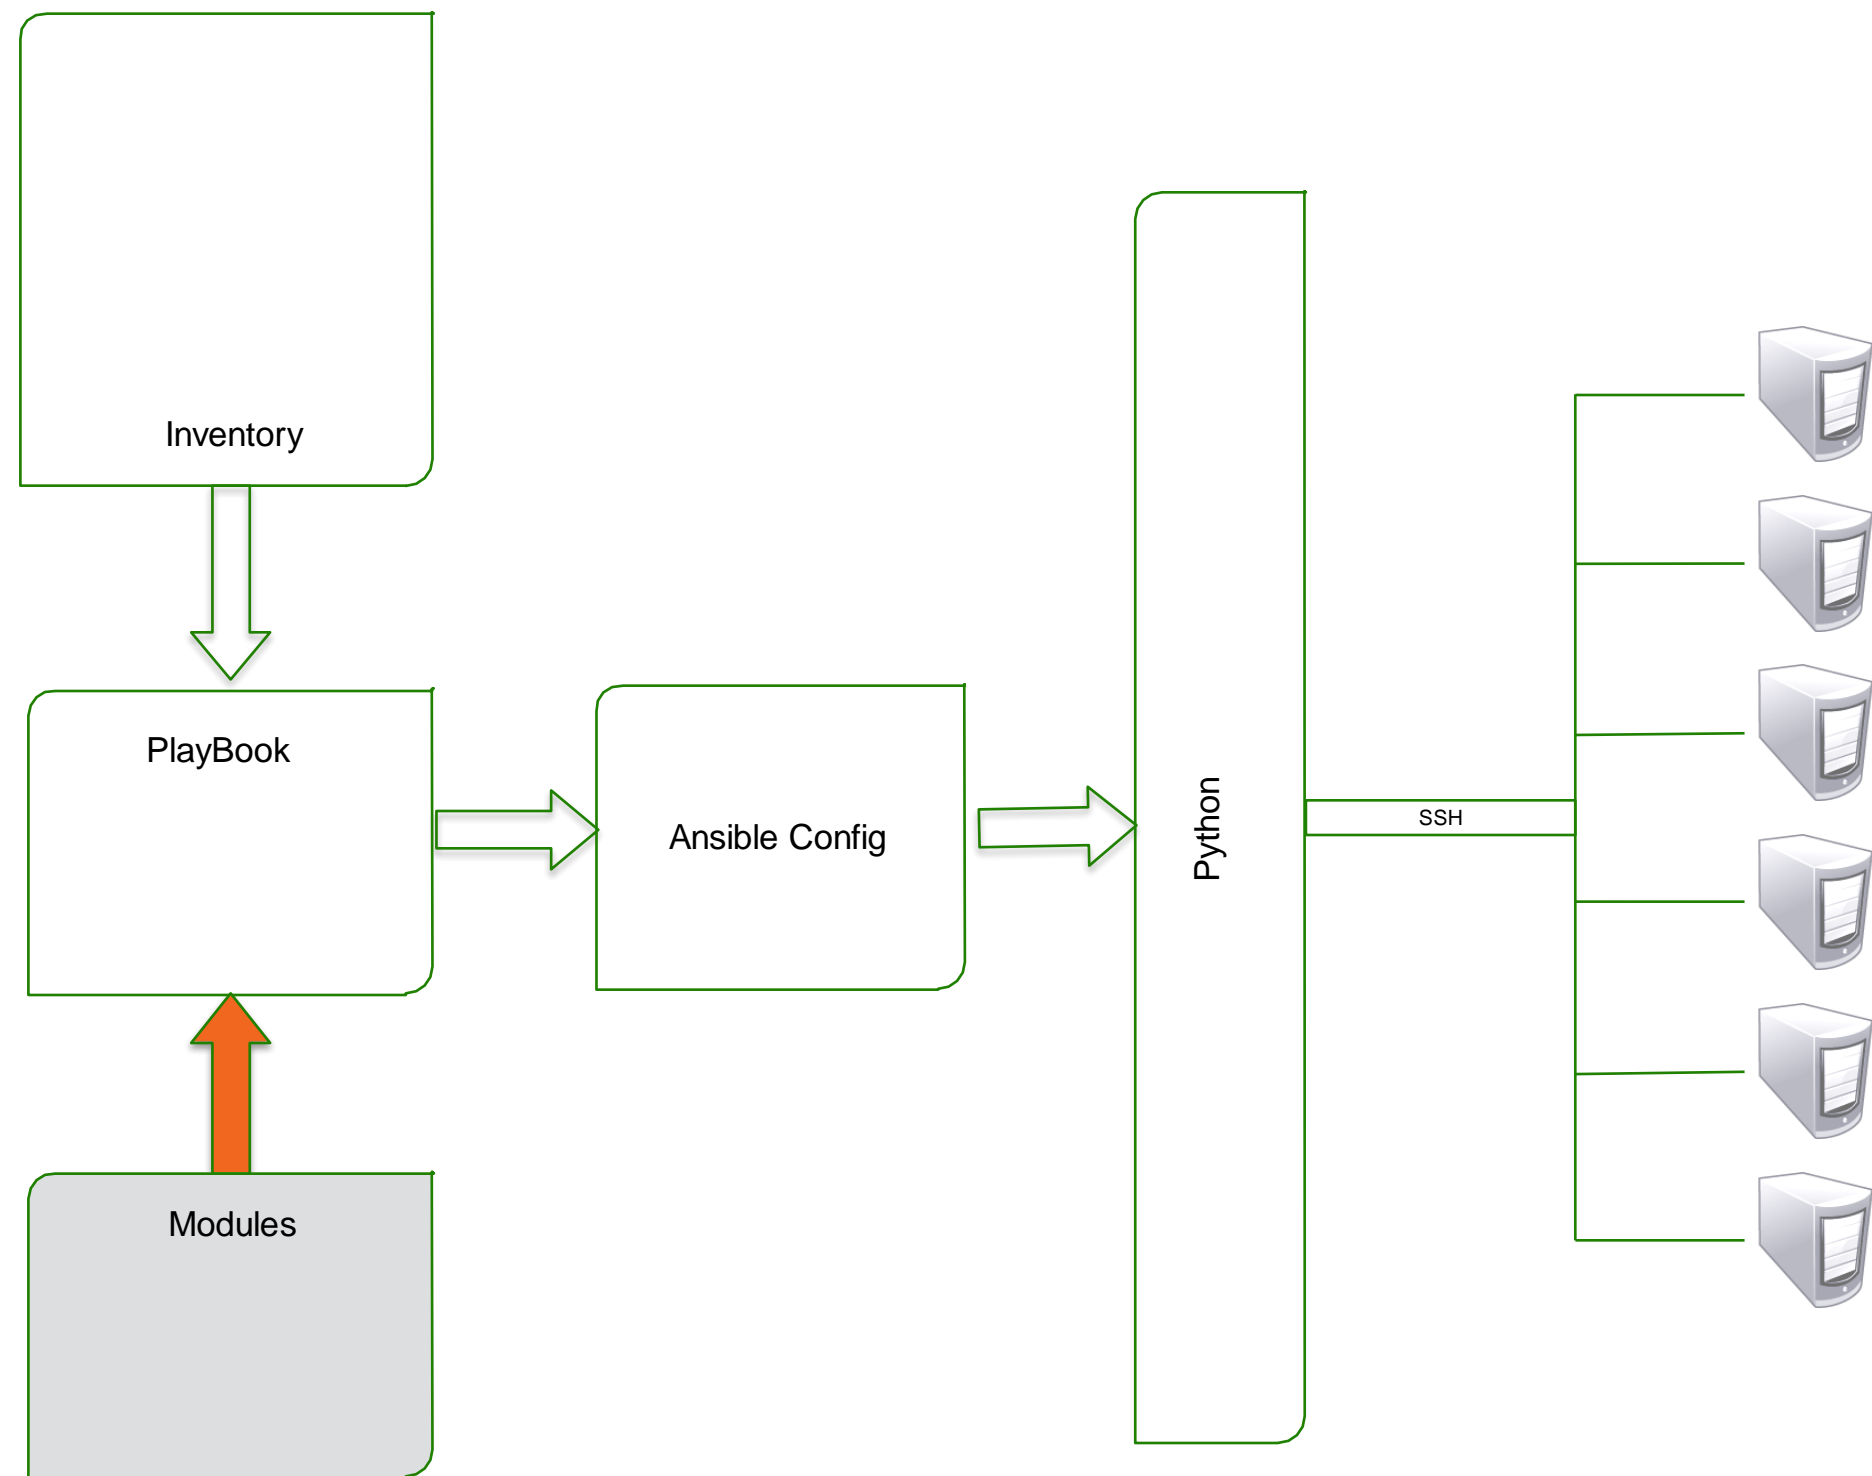 Inventory
PlayBook
Ansible Config
Python
SSH
Modules